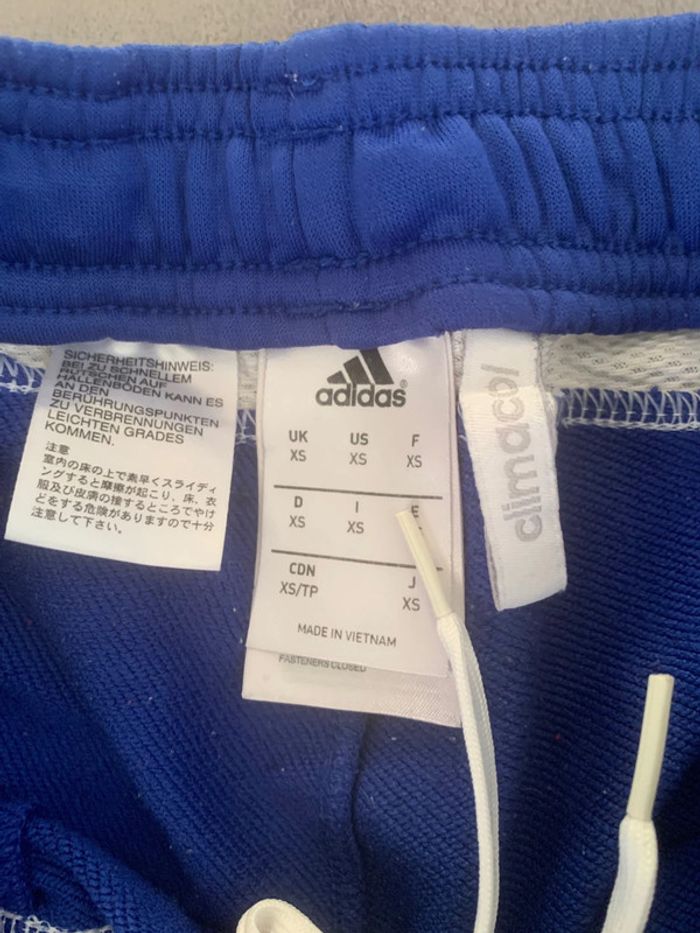 SICHERHEITSHINWEIS:
BEI ZU SCHNELLEM
RUTSCHEN AUF
HALLENBÖDEN KANN ES
AN DEN
BERÜHRUNGSPUNKTEN
ZU VERBRENNUNGEN
LEICHTEN GRADES
KOMMEN.
注意
室内の床の上で素早くスライディ
ングすると摩擦が起こり、床、衣
服及び皮膚の接するところでやけ
どをする危険がありますので十分
注意して下さい。
adidas®
UK US F
XS XS XS
D I E
XS XS
CDN J
XS/TP XS
MADE IN VIETNAM
FASTENERS CLOSED
climacol